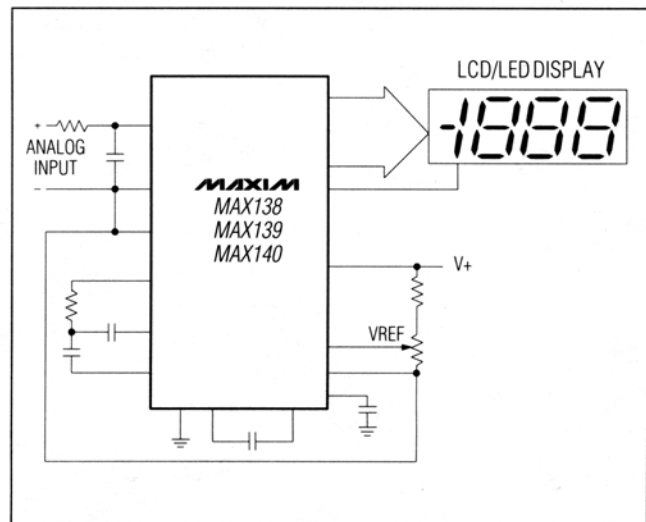 LCD/LED DISPLAY
-1888
+
ANALOG
INPUT
-
MAXIM
MAX138
MAX139
MAX140
V+
VREF